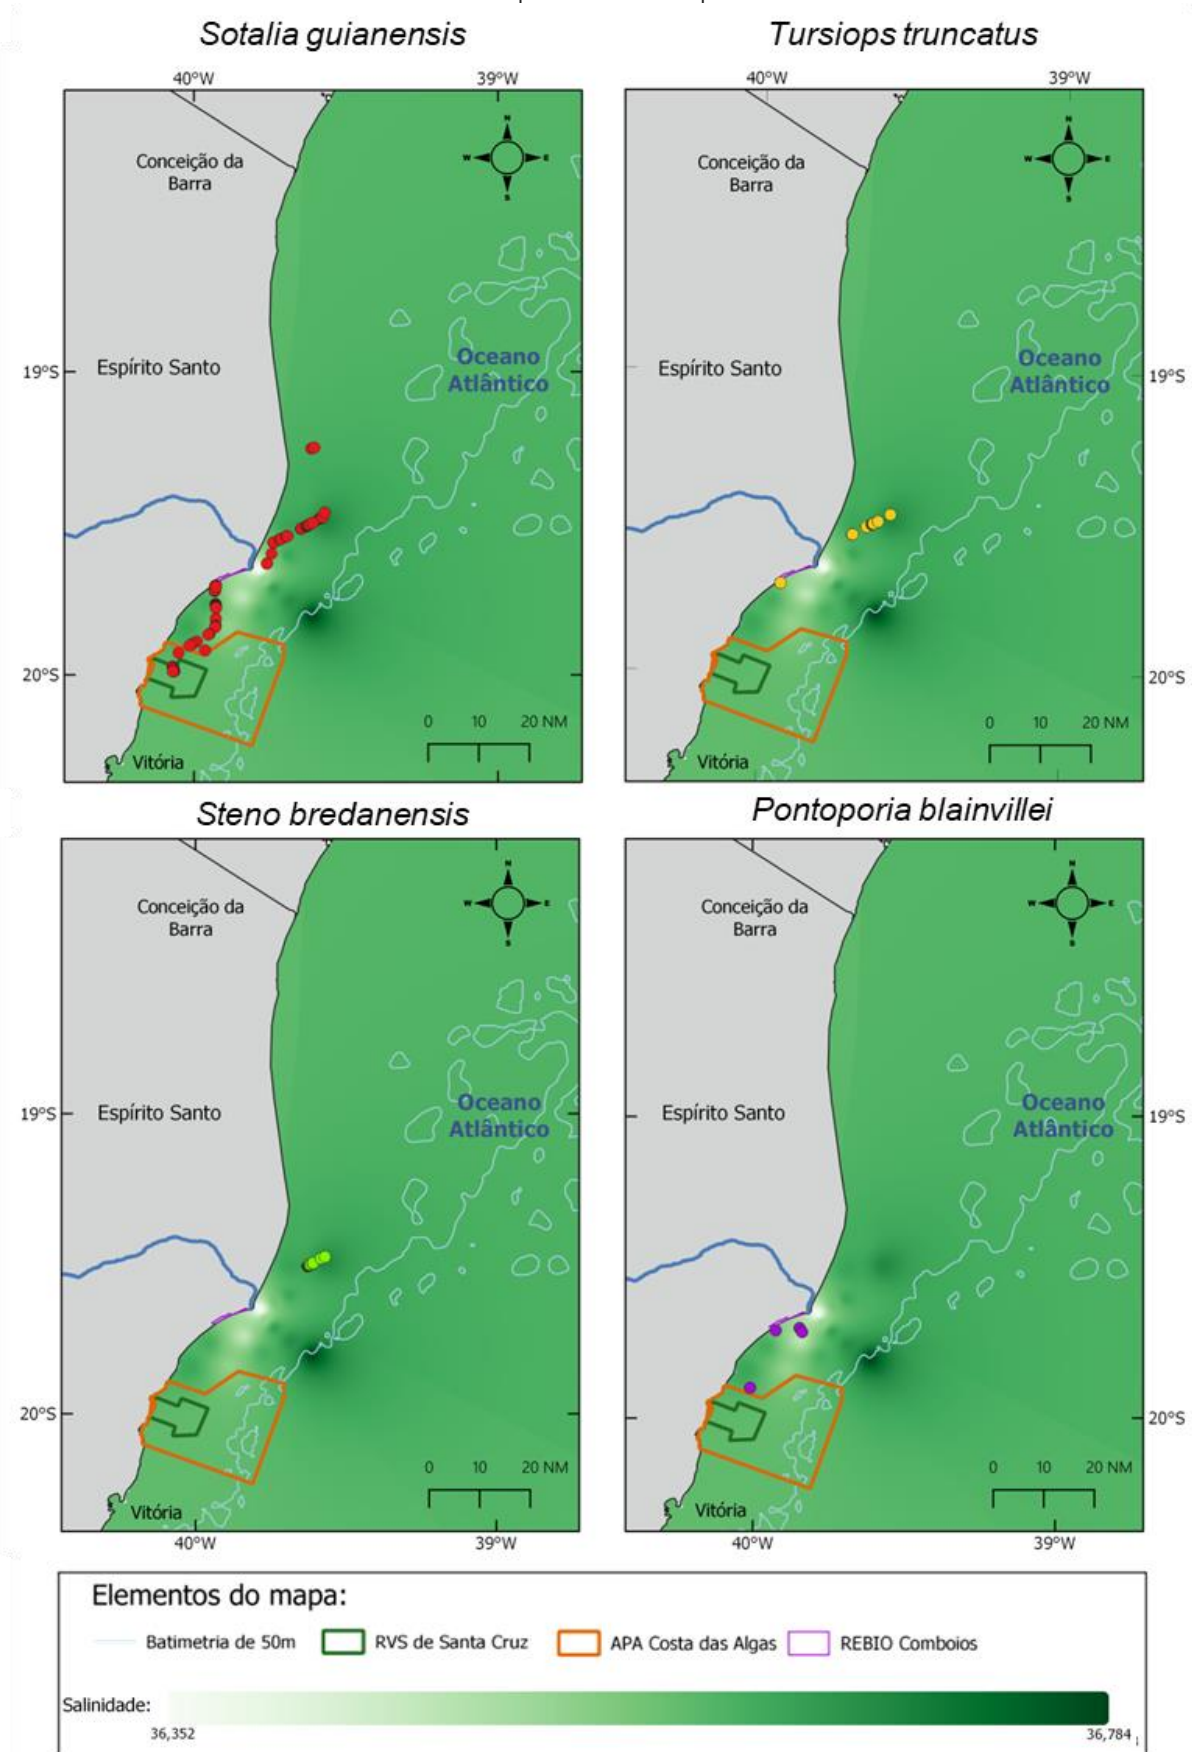 Sotalia guianensis
Tursiops truncatus
40°W
39°W
40°W
39°W
N
W
E
S
Conceição da
Barra
Espírito Santo
Oceano
Atlântico
19°S
20°S
0 10 20 NM
Vitória
N
W
E
S
Conceição da
Barra
Espírito Santo
Oceano
Atlântico
19°S
20°S
0 10 20 NM
Vitória
Steno bredanensis
Pontoporia blainvillei
N
W
E
S
Conceição da
Barra
Espírito Santo
Oceano
Atlântico
19°S
20°S
0 10 20 NM
Vitória
40°W
39°W
N
W
E
S
Conceição da
Barra
Espírito Santo
Oceano
Atlântico
19°S
20°S
0 10 20 NM
Vitória
40°W
39°W
Elementos do mapa:
Batimetria de 50m
RVS de Santa Cruz
APA Costa das Algas
REBIO Comboios
Salinidade:
36,352
36,784